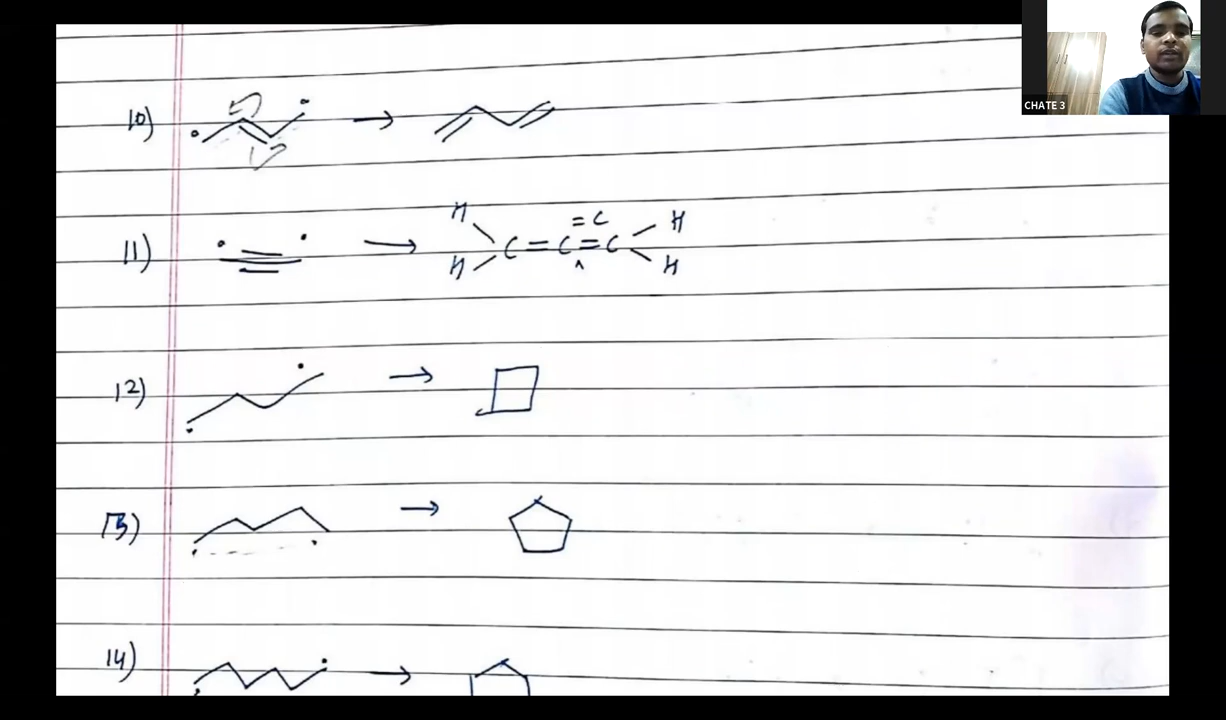 CHATE 3
10)
11) H = C H
C = C = C
H H
12)
13)
14)